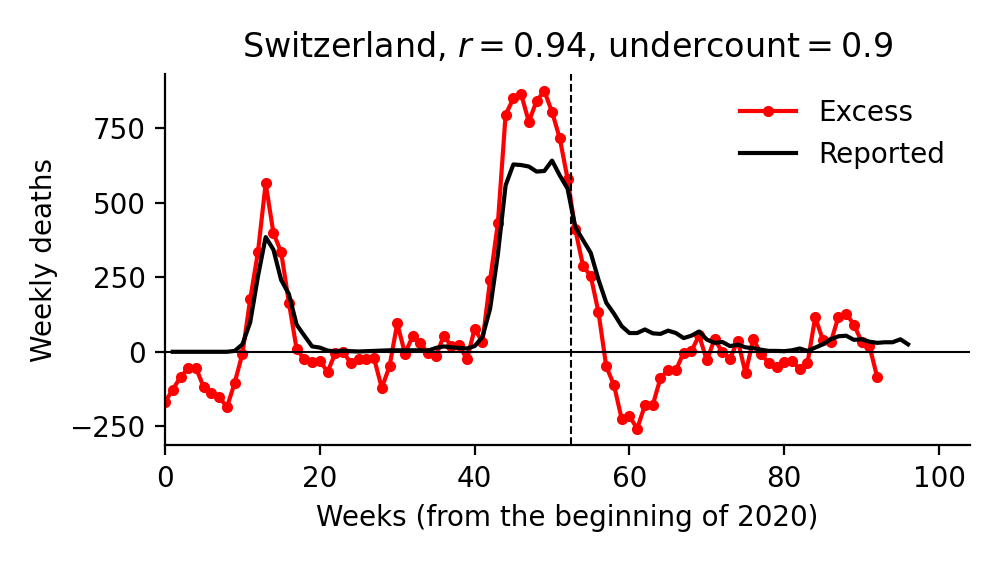 Switzerland, r = 0.94, undercount = 0.9
Excess
Reported
Weekly deaths
750
500
250
0
−250
0 20 40 60 80 100
Weeks (from the beginning of 2020)